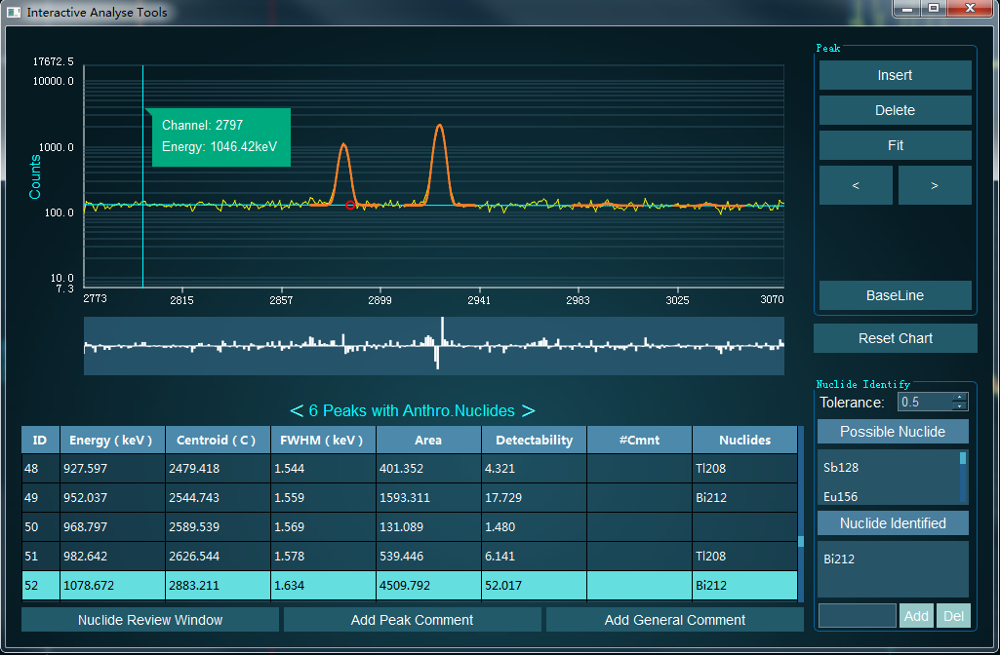 Interactive Analyse Tools
17672.5
10000.0
1000.0
100.0
10.0
7.3
Counts
Channel: 2797
Energy: 1046.42keV
2773 2815 2857 2899 2941 2983 3025 3070
Peak
Insert
Delete
Fit
< >
BaseLine
Reset Chart
< 6 Peaks with Anthro.Nuclides >
ID Energy ( keV ) Centroid ( C ) FWHM ( keV ) Area Detectability #Cmnt Nuclides
48 927.597 2479.418 1.544 401.352 4.321 Tl208
49 952.037 2544.743 1.559 1593.311 17.729 Bi212
50 968.797 2589.539 1.569 131.089 1.480
51 982.642 2626.544 1.578 539.446 6.141 Tl208
52 1078.672 2883.211 1.634 4509.792 52.017 Bi212
Nuclide Review Window
Add Peak Comment
Add General Comment
Nuclide Identify
Tolerance: 0.5
Possible Nuclide
Sb128
Eu156
Nuclide Identified
Bi212
Add Del